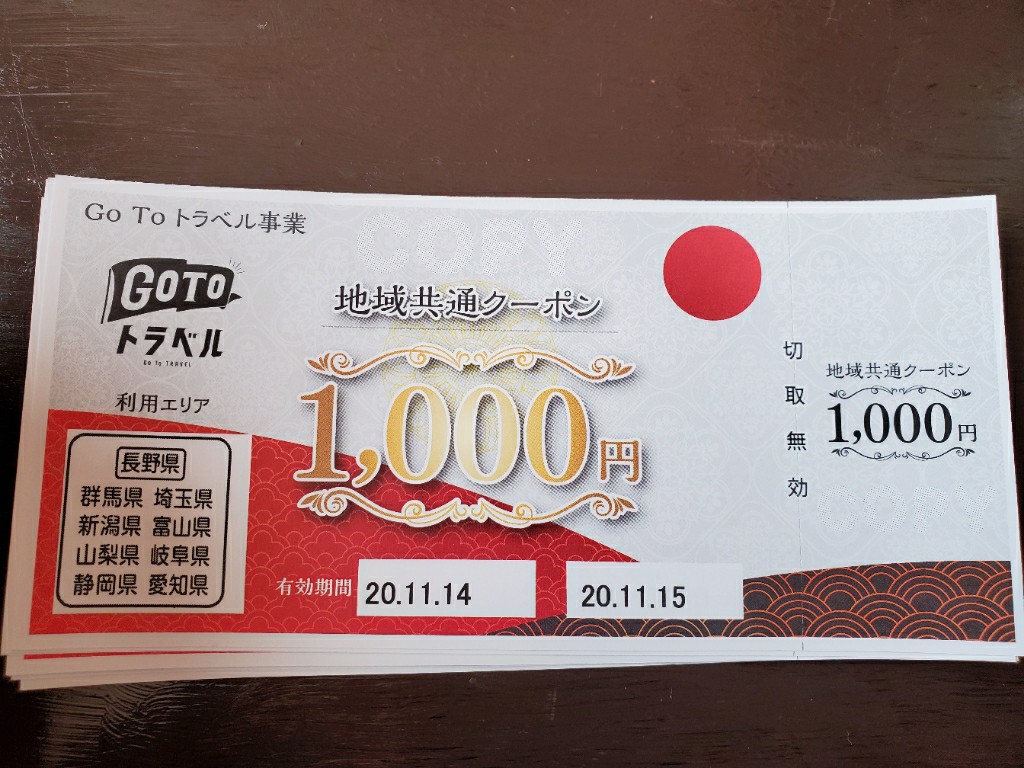 Go To トラベル事業
COPY
GOTO
トラベル
Go To TRAVEL
地域共通クーポン
1,000円
利用エリア
長野県
群馬県 埼玉県
新潟県 富山県
山梨県 岐阜県
静岡県 愛知県
有効期間 20.11.14 20.11.15
切取無効
地域共通クーポン
1,000円